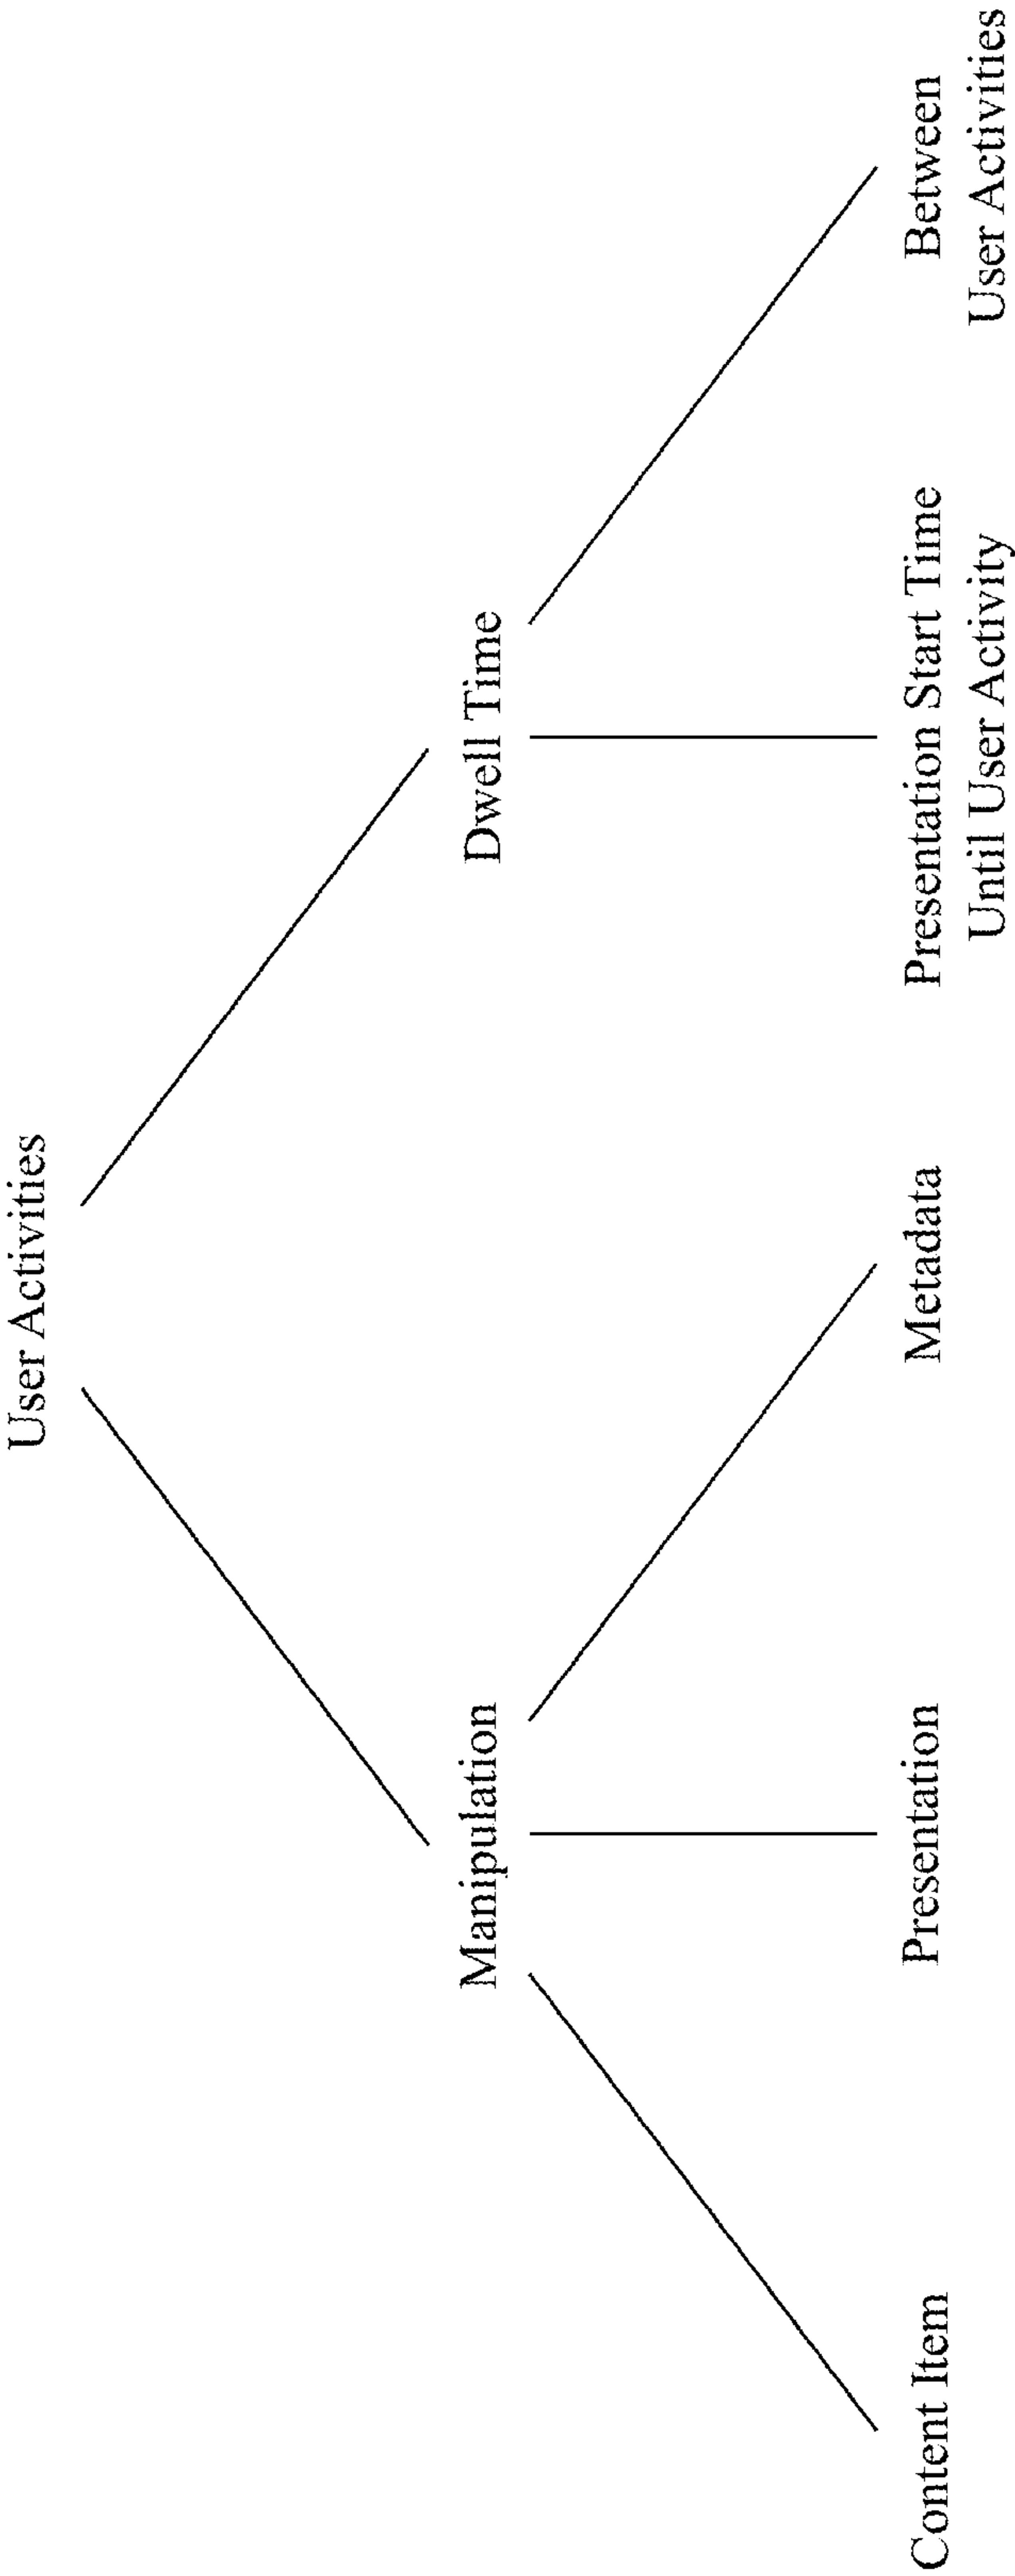 User Activities
Manipulation
Dwell Time
Content Item
Presentation
Metadata
Presentation Start Time
Until User Activity
Between
User Activities